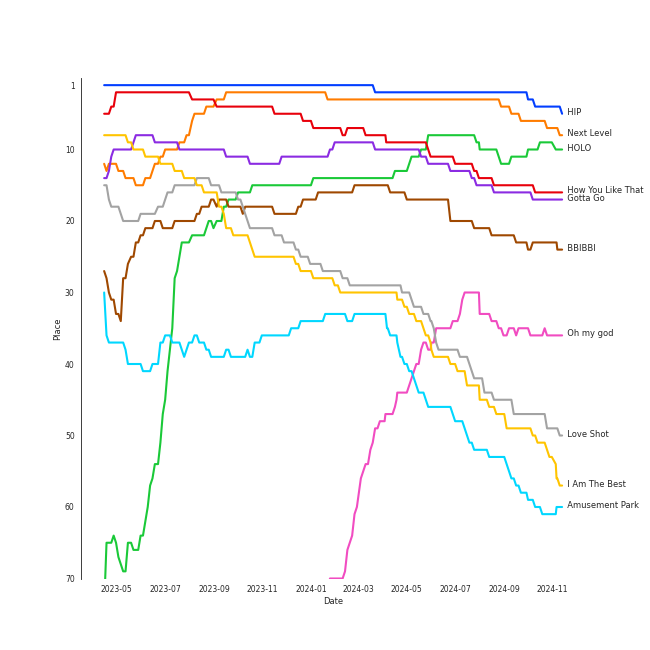 1
HIP
Next Level
10
HOLO
How You Like That
Gotta Go
20
BBIBBI
30
Place
Oh my god
40
50
Love Shot
I Am The Best
60
Amusement Park
70
2023-05 2023-07 2023-09 2023-11 2024-01 2024-03 2024-05 2024-07 2024-09 2024-11
Date